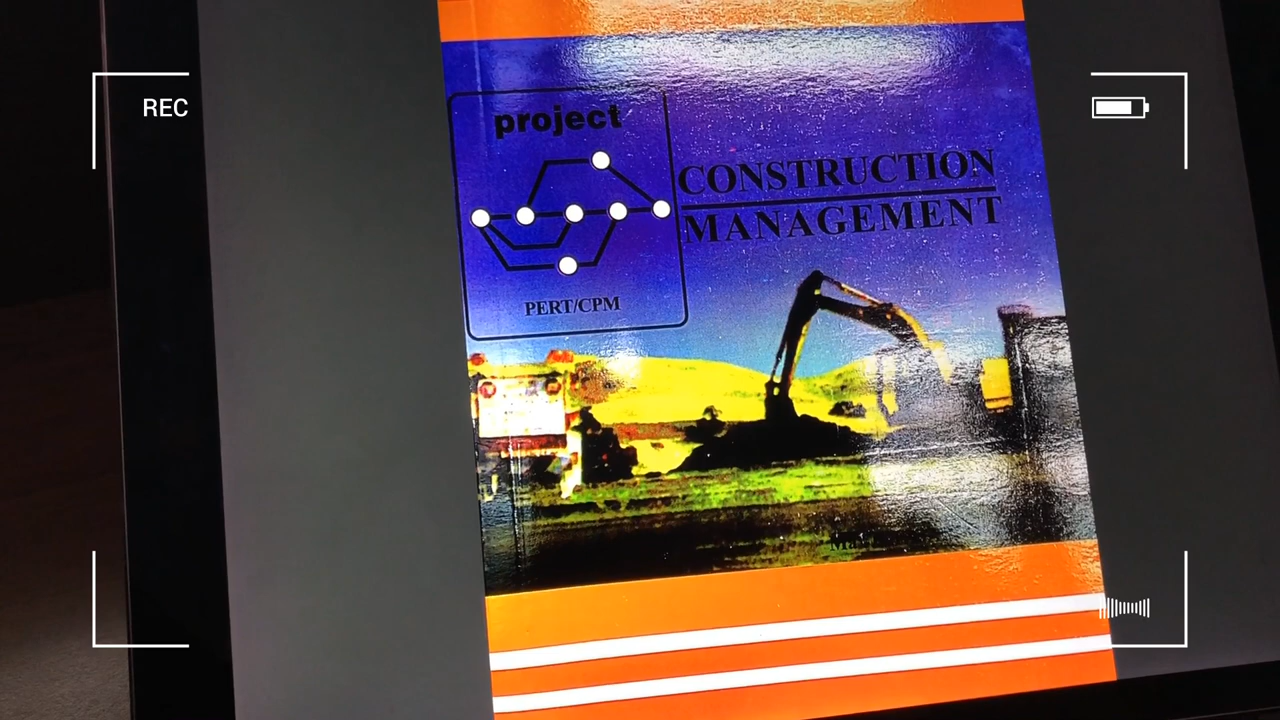 REC
project
CONSTRUCTION
MANAGEMENT
PERT/CPM